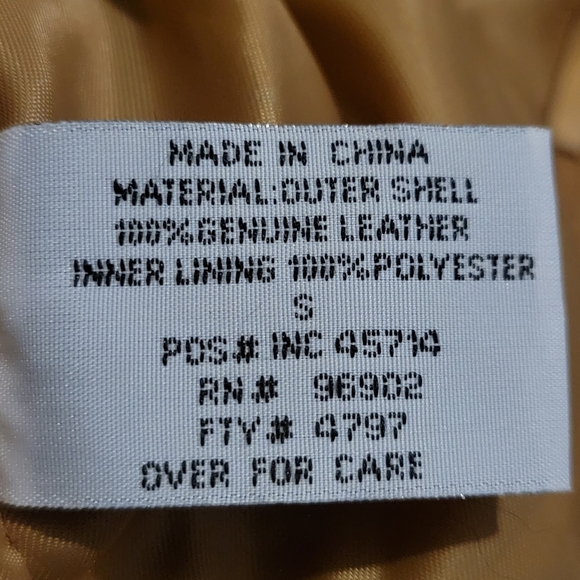 MADE IN CHINA
MATERIAL:OUTER SHELL
100%GENUINE LEATHER
INNER LINING 100%POLYESTER
S
POS# INC 45714
RN# 96902
FTY# 4797
OVER FOR CARE